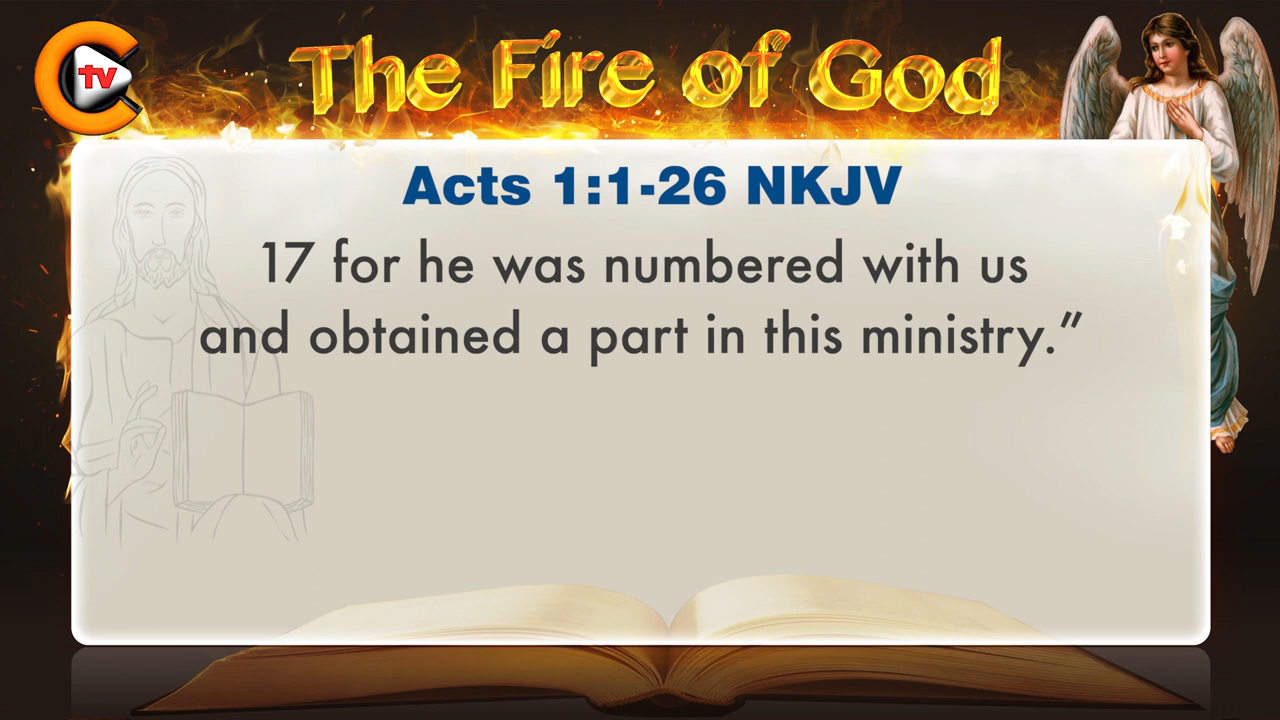 tv
The Fire of God
Acts 1:1-26 NKJV
17 for he was numbered with us
and obtained a part in this ministry.”